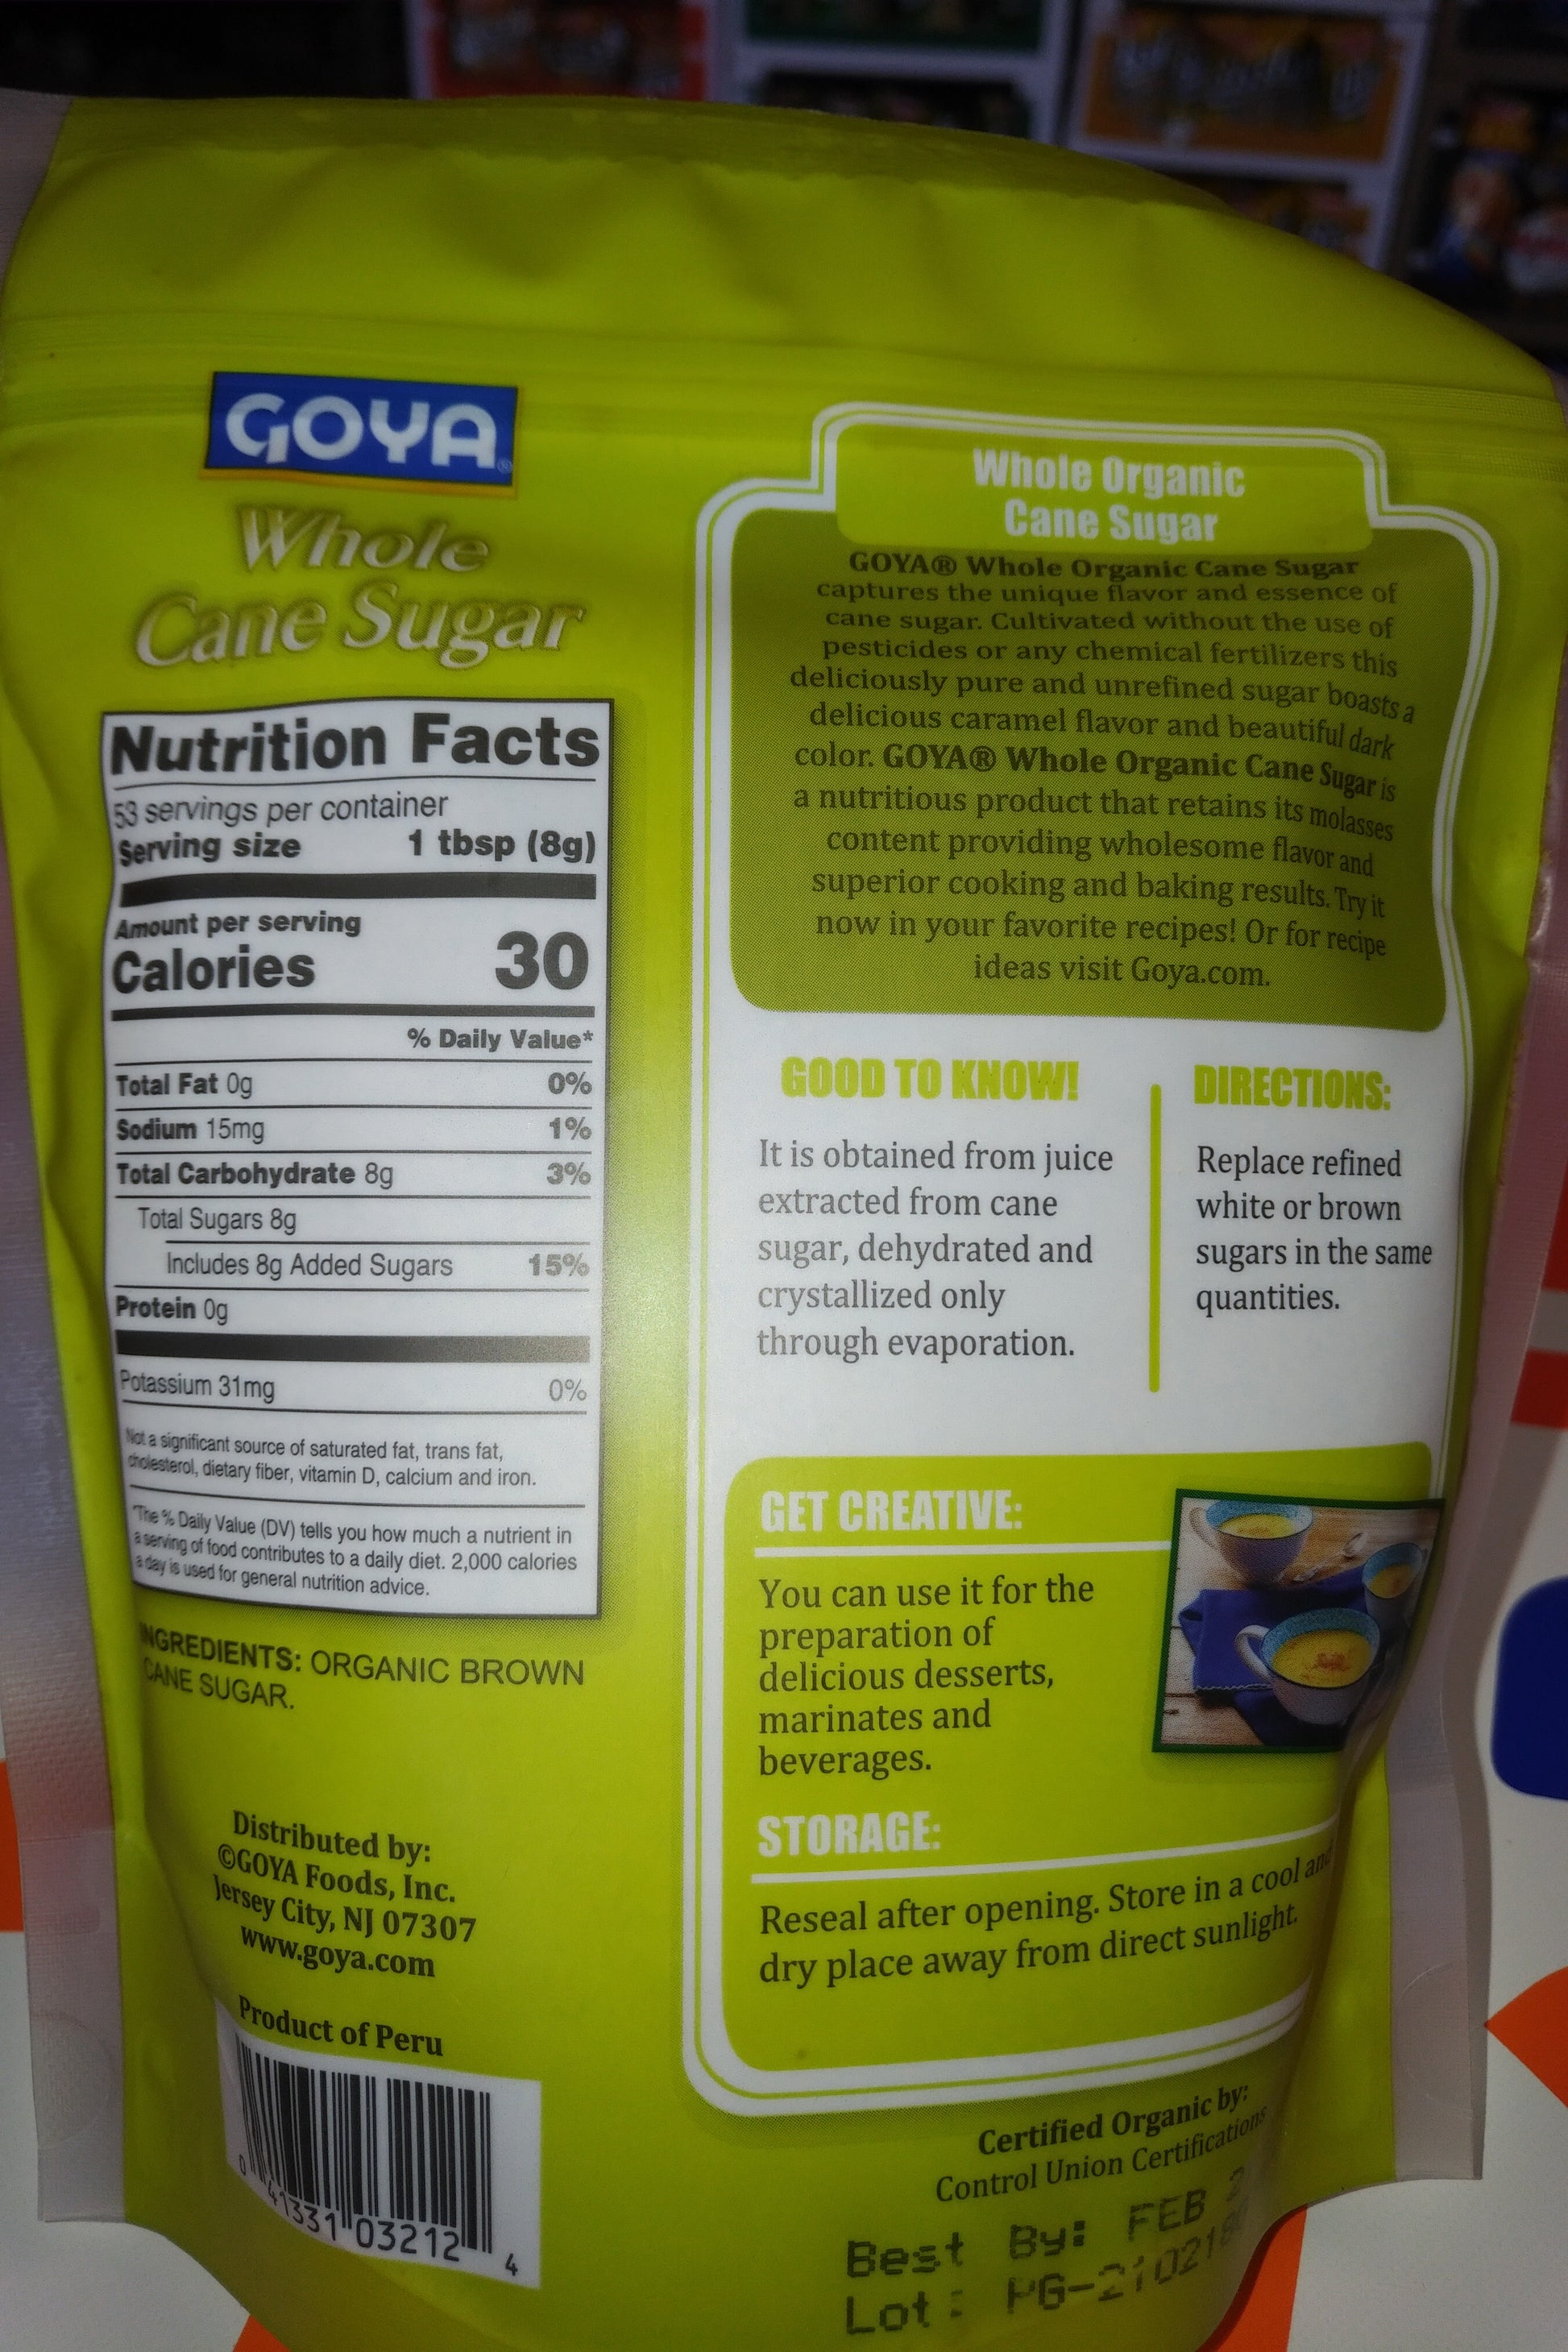 GOYA®
Whole
Cane Sugar
Nutrition Facts
53 servings per container
Serving size 1 tbsp (8g)
Amount per serving
Calories 30
% Daily Value*
Total Fat 0g 0%
Sodium 15mg 1%
Total Carbohydrate 8g 3%
Total Sugars 8g
Includes 8g Added Sugars 15%
Protein 0g
Potassium 31mg 0%
Not a significant source of saturated fat, trans fat,
cholesterol, dietary fiber, vitamin D, calcium and iron.
*The % Daily Value (DV) tells you how much a nutrient in
a serving of food contributes to a daily diet. 2,000 calories
a day is used for general nutrition advice.
INGREDIENTS: ORGANIC BROWN
CANE SUGAR.
Distributed by:
©GOYA Foods, Inc.
Jersey City, NJ 07307
www.goya.com
Product of Peru
0 41331 03212 4
Whole Organic
Cane Sugar
GOYA® Whole Organic Cane Sugar
captures the unique flavor and essence of
cane sugar. Cultivated without the use of
pesticides or any chemical fertilizers this
deliciously pure and unrefined sugar boasts a
delicious caramel flavor and beautiful dark
color. GOYA® Whole Organic Cane Sugar is
a nutritious product that retains its molasses
content providing wholesome flavor and
superior cooking and baking results. Try it
now in your favorite recipes! Or for recipe
ideas visit Goya.com.
GOOD TO KNOW!
It is obtained from juice
extracted from cane
sugar, dehydrated and
crystallized only
through evaporation.
DIRECTIONS:
Replace refined
white or brown
sugars in the same
quantities.
GET CREATIVE:
You can use it for the
preparation of
delicious desserts,
marinates and
beverages.
STORAGE:
Reseal after opening. Store in a cool and
dry place away from direct sunlight.
Certified Organic by:
Control Union Certifications
Best By: FEB
Lot: PG-210218